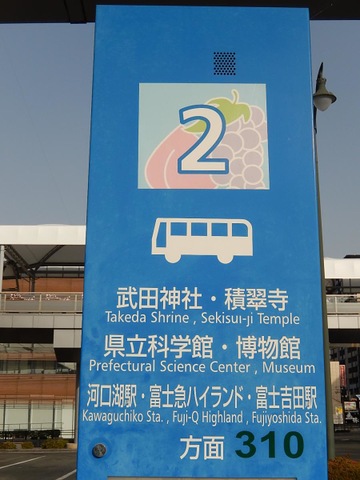 2
武田神社・積翠寺
Takeda Shrine , Sekisui-ji Temple
県立科学館・博物館
Prefectural Science Center , Museum
河口湖駅・富士急ハイランド・富士吉田駅
Kawaguchiko Sta. , Fuji-Q Highland , Fujiyoshida Sta.
方面 310